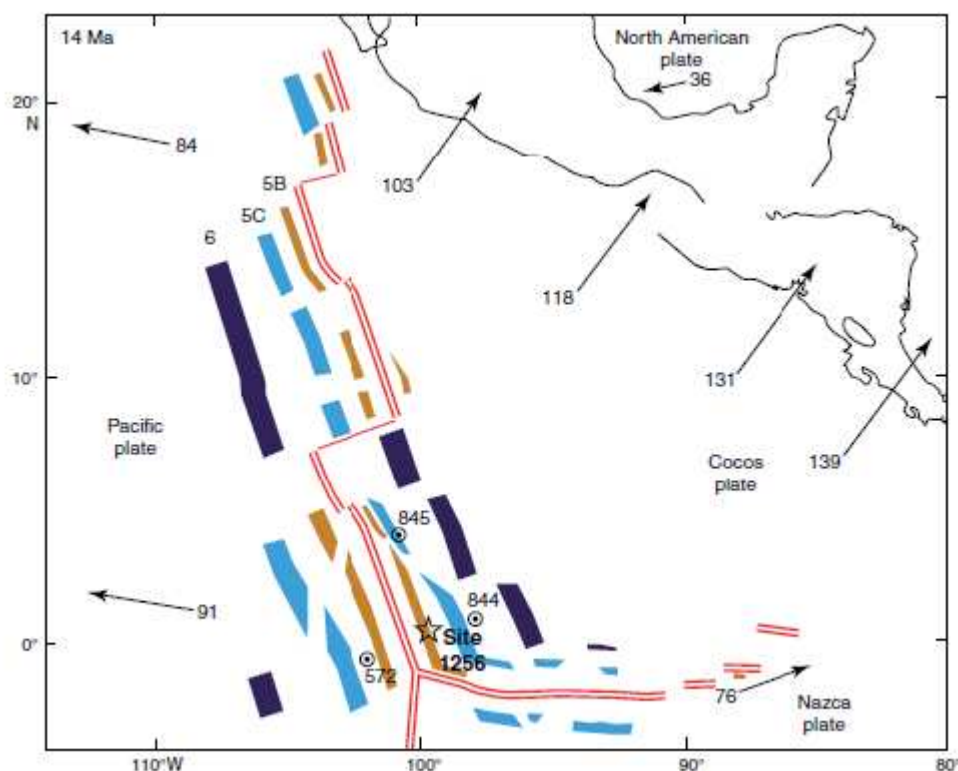 14 Ma
North American
plate
36
20°
N
84
103
5B
5C
6
118
10°
131
Pacific
plate
Cocos
plate
139
845
844
91
0°
Site
1256
572
76
Nazca
plate
110°W
100°
90°
80°